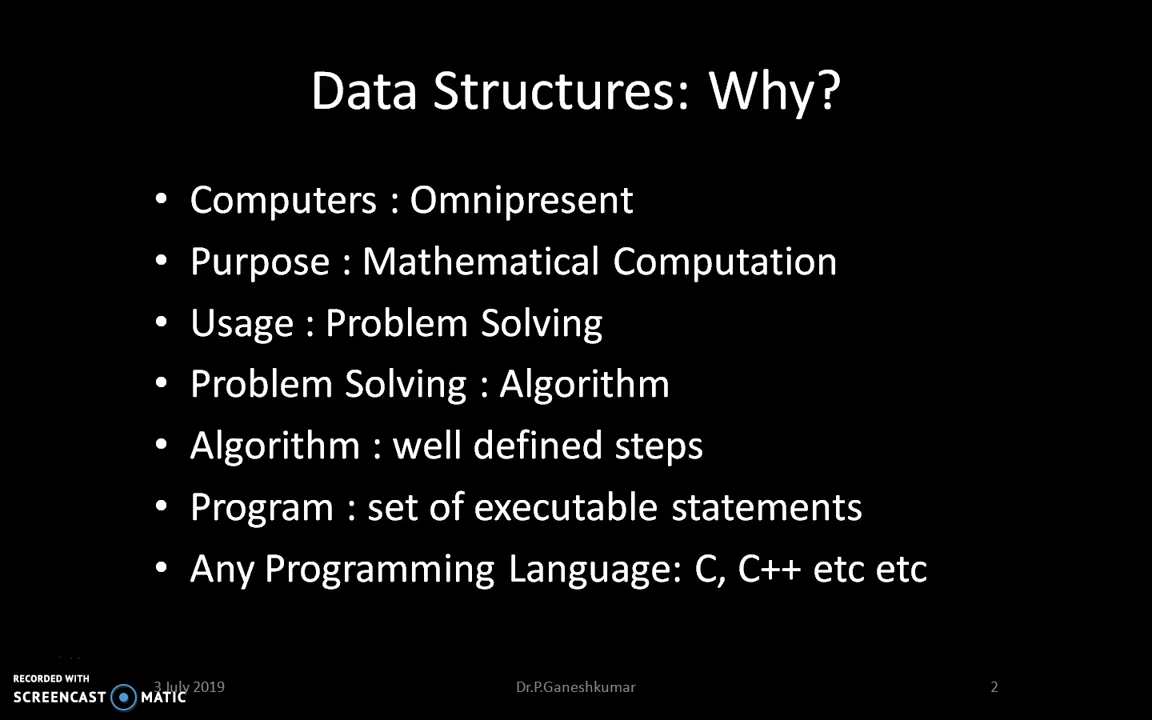 Data Structures: Why?
• Computers : Omnipresent
• Purpose : Mathematical Computation
• Usage : Problem Solving
• Problem Solving : Algorithm
• Algorithm : well defined steps
• Program : set of executable statements
• Any Programming Language: C, C++ etc etc
RECORDED WITH
SCREENCAST MATIC
3 July 2019
Dr.P.Ganeshkumar
2